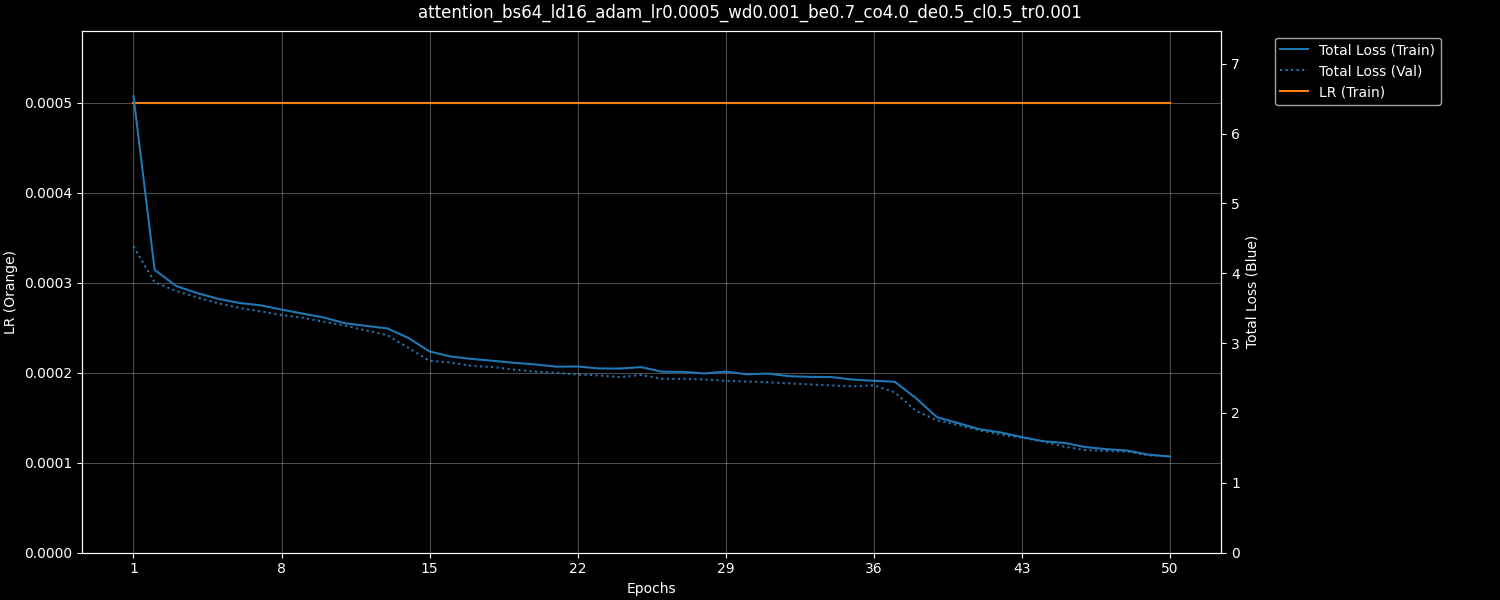 attention_bs64_ld16_adam_lr0.0005_wd0.001_be0.7_co4.0_de0.5_cl0.5_tr0.001
Total Loss (Train)
Total Loss (Val)
LR (Train)
0.0005
0.0004
0.0003
0.0002
0.0001
0.0000
LR (Orange)
7
6
5
4
3
2
1
0
Total Loss (Blue)
1 8 15 22 29 36 43 50
Epochs